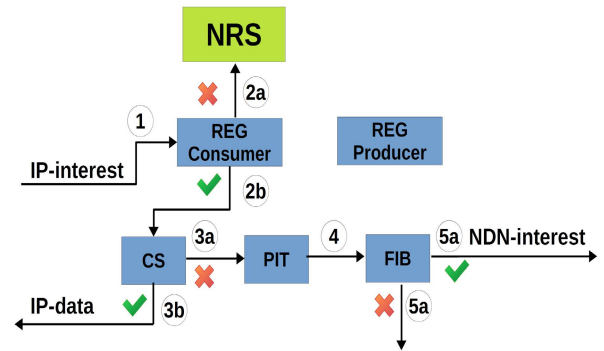 NRS
2a
1
REG
Consumer
REG
Producer
IP-interest
2b
3a
4
5a
NDN-interest
CS
PIT
FIB
IP-data
3b
5a